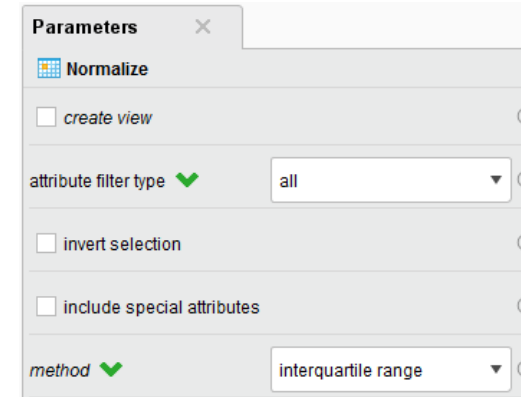 Parameters
Normalize
create view
attribute filter type all
invert selection
include special attributes
method interquartile range